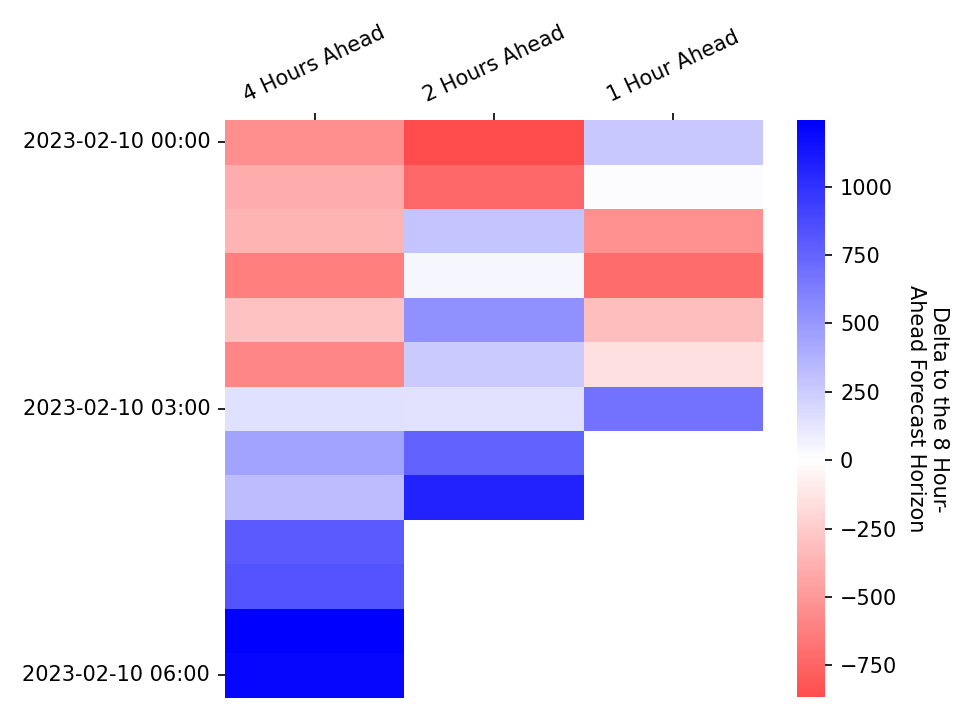 4 Hours Ahead
2 Hours Ahead
1 Hour Ahead
2023-02-10 00:00
2023-02-10 03:00
2023-02-10 06:00
1000
750
500
250
0
−250
−500
−750
Delta to the 8 Hour-
Ahead Forecast Horizon